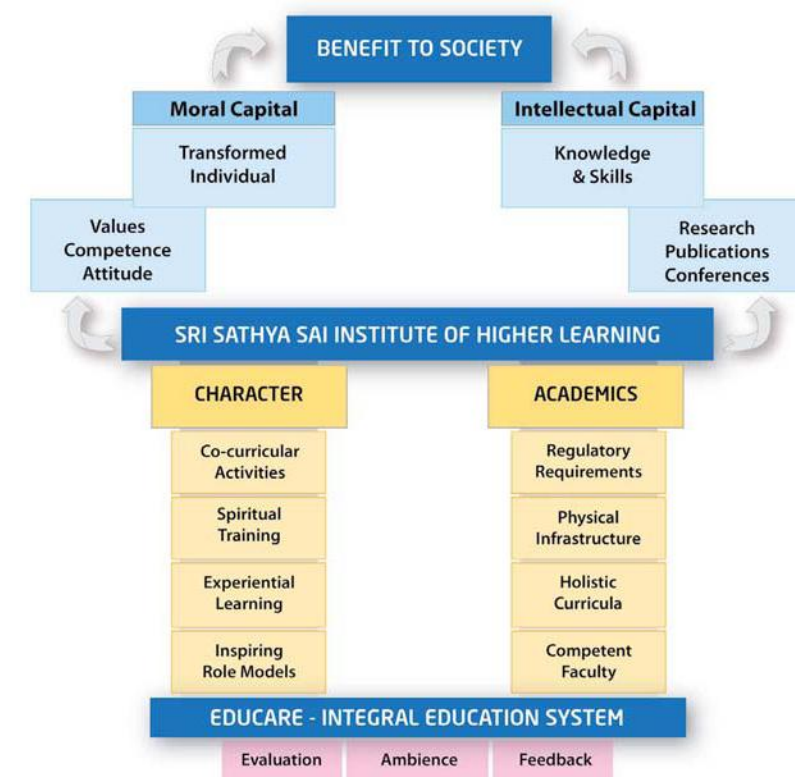 BENEFIT TO SOCIETY
Moral Capital
Transformed
Individual
Values
Competence
Attitude
Intellectual Capital
Knowledge
& Skills
Research
Publications
Conferences
SRI SATHYA SAI INSTITUTE OF HIGHER LEARNING
CHARACTER
Co-curricular
Activities
Spiritual
Training
Experiential
Learning
Inspiring
Role Models
ACADEMICS
Regulatory
Requirements
Physical
Infrastructure
Holistic
Curricula
Competent
Faculty
EDUCARE - INTEGRAL EDUCATION SYSTEM
Evaluation
Ambience
Feedback